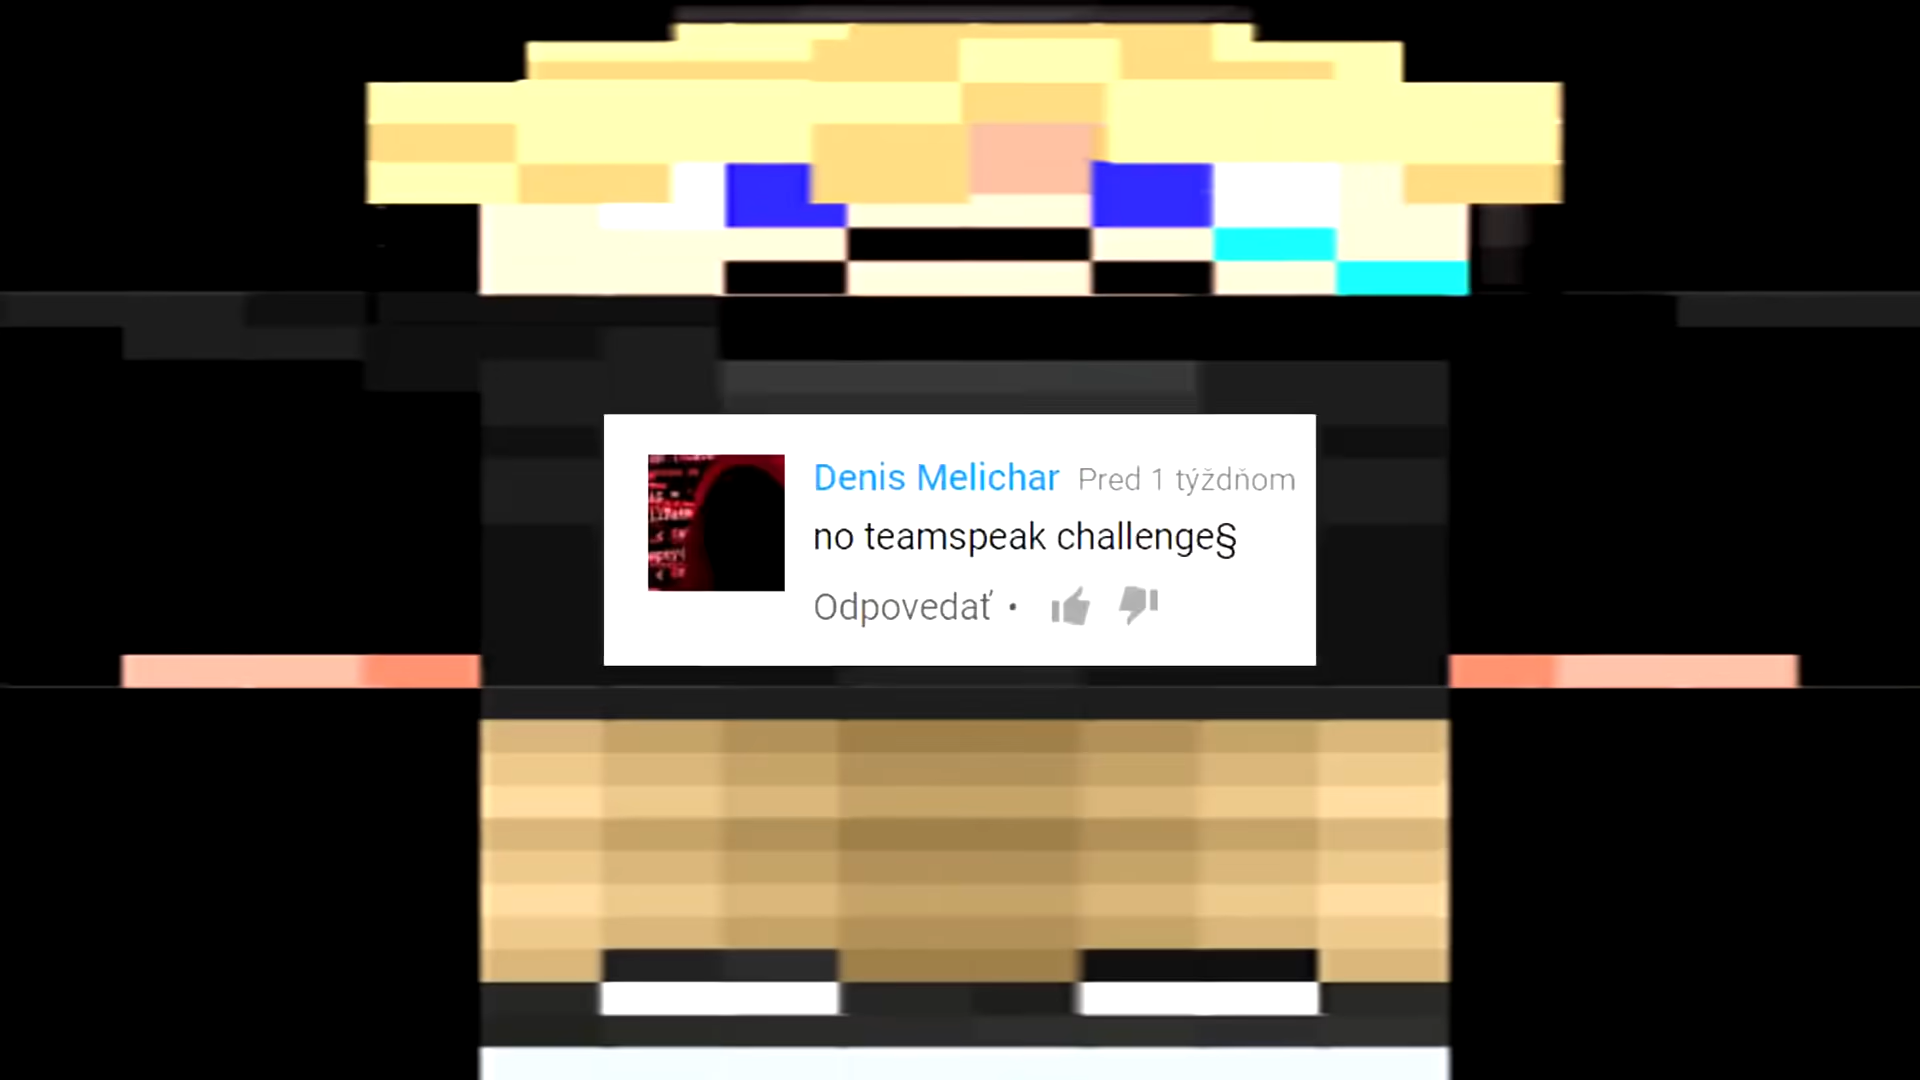 Denis Melichar Pred 1 týždňom
no teamspeak challenge§
Odpovedať •